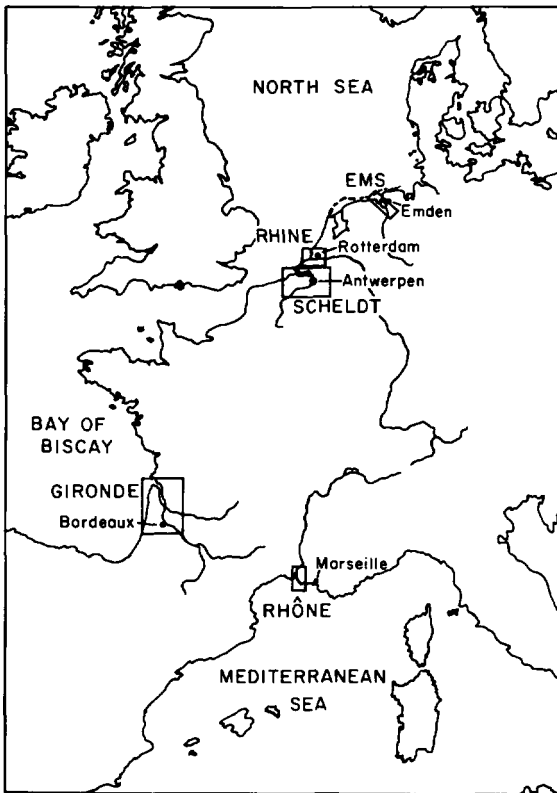 NORTH SEA
EMS
Emden
RHINE
Rotterdam
Antwerpen
SCHELDT
BAY OF
BISCAY
GIRONDE
Bordeaux
Marseille
RHÔNE
MEDITERRANEAN
SEA